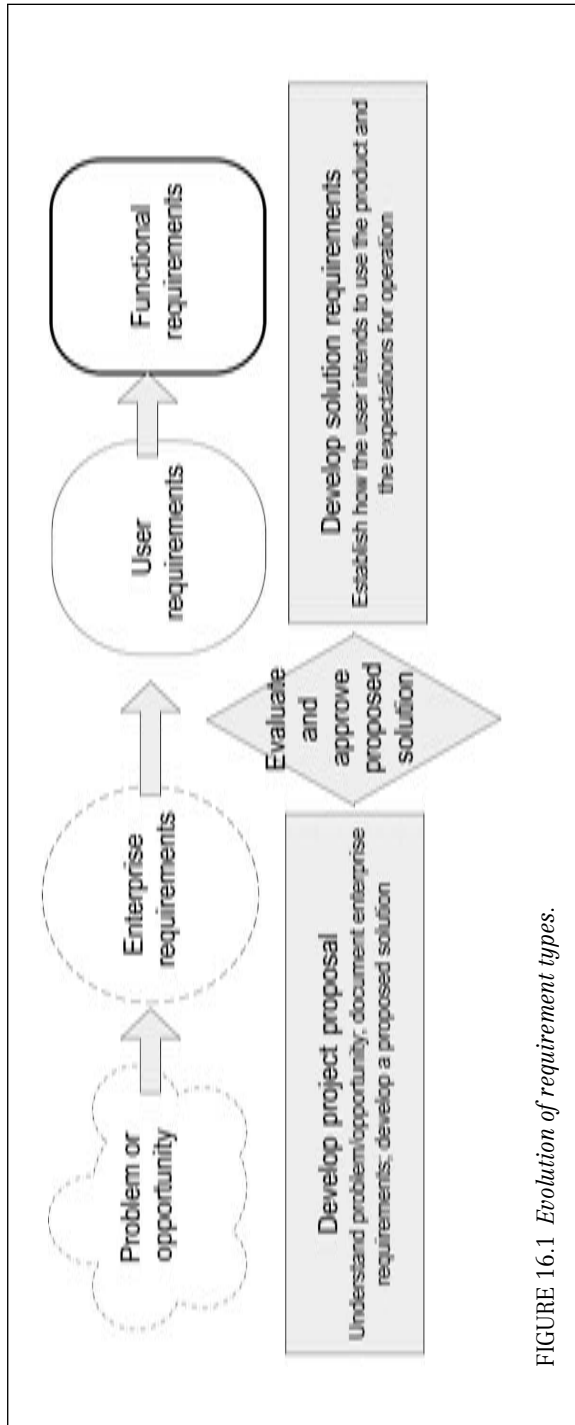 Problem or
opportunity
Enterprise
requirements
User
requirements
Functional
requirements
Develop project proposal
Understand problem/opportunity; document enterprise
requirements; develop a proposed solution
Evaluate
and
approve
proposed
solution
Develop solution requirements
Establish how the user intends to use the product and
the expectations for operation
FIGURE 16.1 Evolution of requirement types.